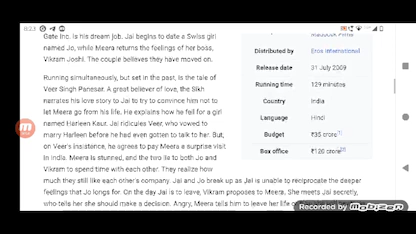 Gate Inc. is his dream job. Jai begins to date a Swiss girl
named Jo, while Meera returns the feelings of her boss,
Vikram Joshi. The couple believes they have moved on.
Running simultaneously, but set in the past, is the tale of
Veer Singh Panesar. A great believer of love, the Sikh
narrates his love story to Jai to try to convince him not to
let Meera go from his life. He explains how he fell for a girl
named Harleen Kaur. Jai ridicules Veer, who vowed to
marry Harleen before he had even gotten to talk to her. But,
on Veer's insistence, he agrees to pay Meera a surprise visit
in India. Meera is stunned, and the two lie to both Jo and
Vikram to spend time with each other. They realize how
much they still like each other's company. Jai and Jo break up as Jai is unable to reciprocate the deeper
feelings that Jo longs for. On the day Jai is to leave, Vikram proposes to Meera. She meets Jai secretly,
who tells her she should make a decision. Angry, Meera tells him to leave her life
Distributed by Eros International
Release date 31 July 2009
Running time 129 minutes
Country India
Language Hindi
Budget ₹35 crore
Box office ₹120 crore
Recorded by Mobizen